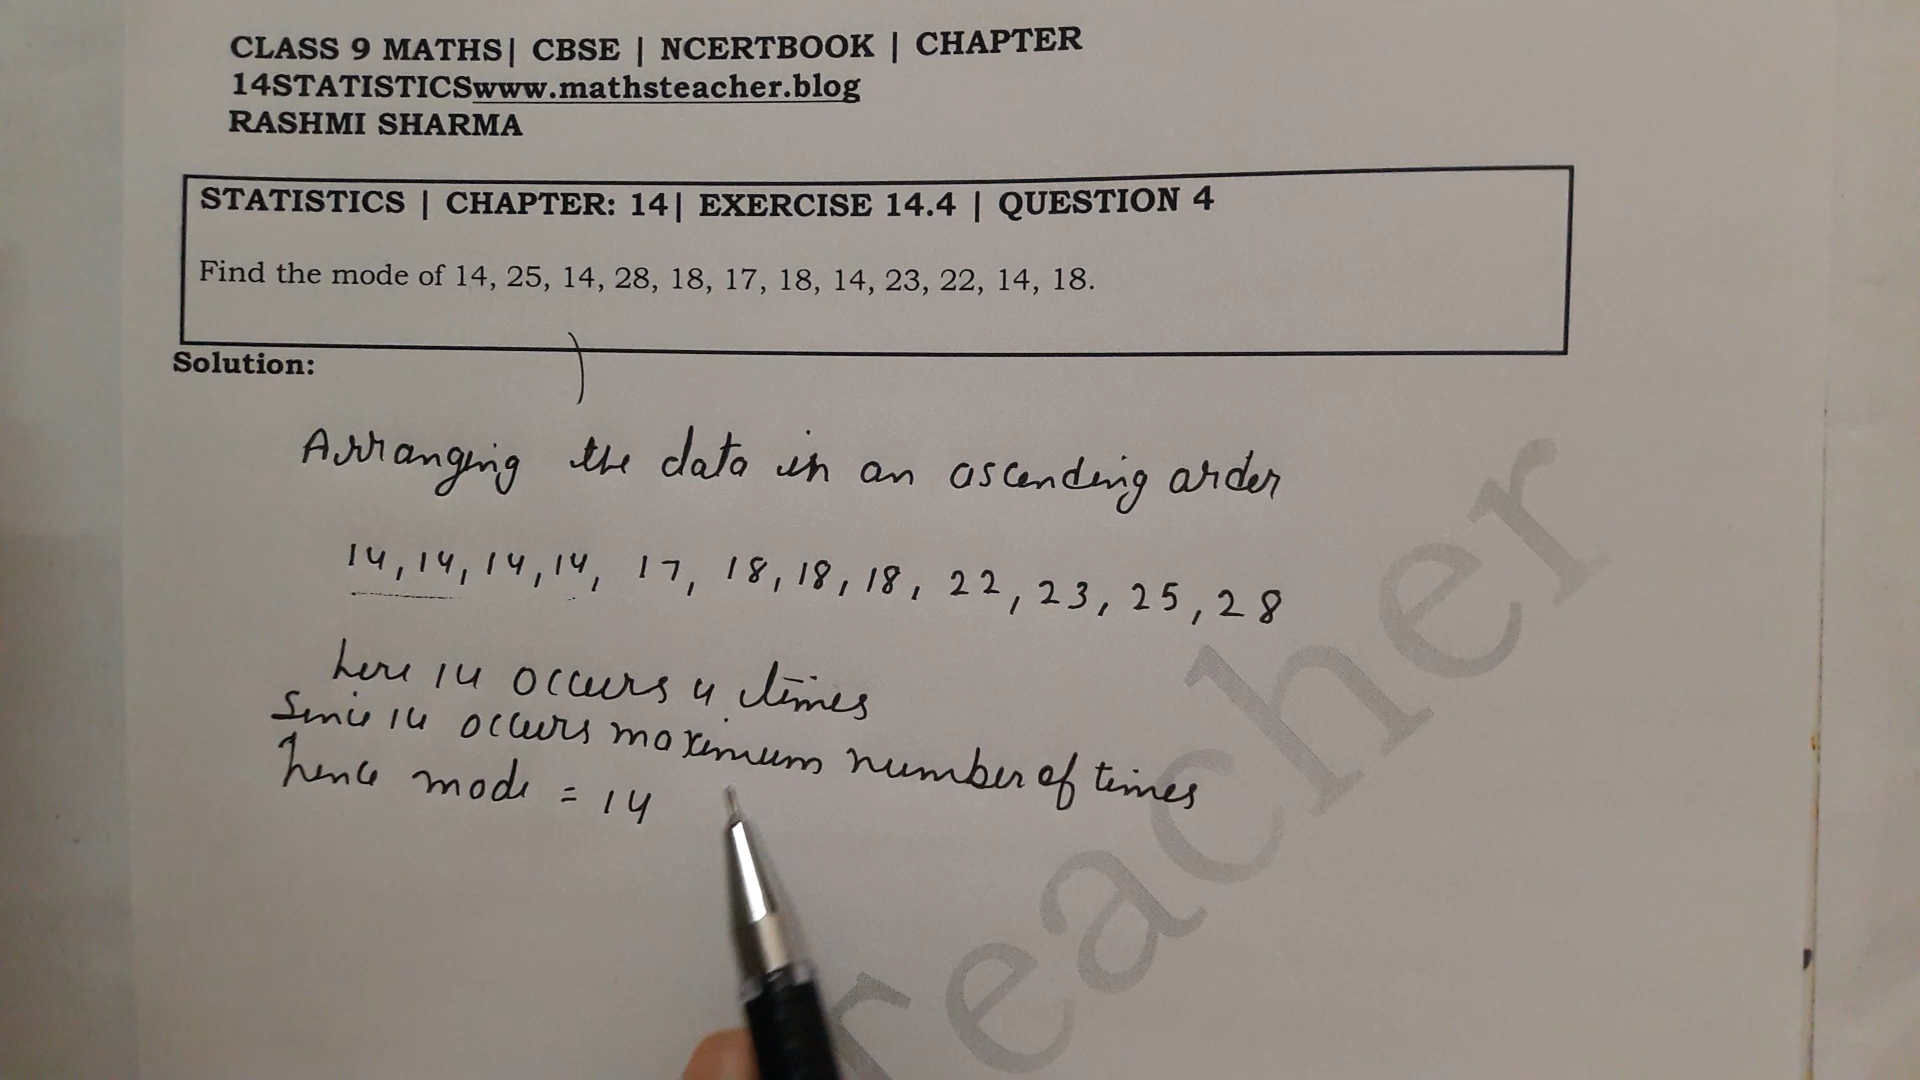 CLASS 9 MATHS| CBSE | NCERTBOOK | CHAPTER
14STATISTICSwww.mathsteacher.blog
RASHMI SHARMA
STATISTICS | CHAPTER: 14| EXERCISE 14.4 | QUESTION 4
Find the mode of 14, 25, 14, 28, 18, 17, 18, 14, 23, 22, 14, 18.
Solution:
Arranging the data in an ascending order
14, 14, 14, 14, 17, 18, 18, 18, 22, 23, 25, 28
here 14 occurs 4 times
Since 14 occurs maximum number of times
hence mode = 14
Teacher